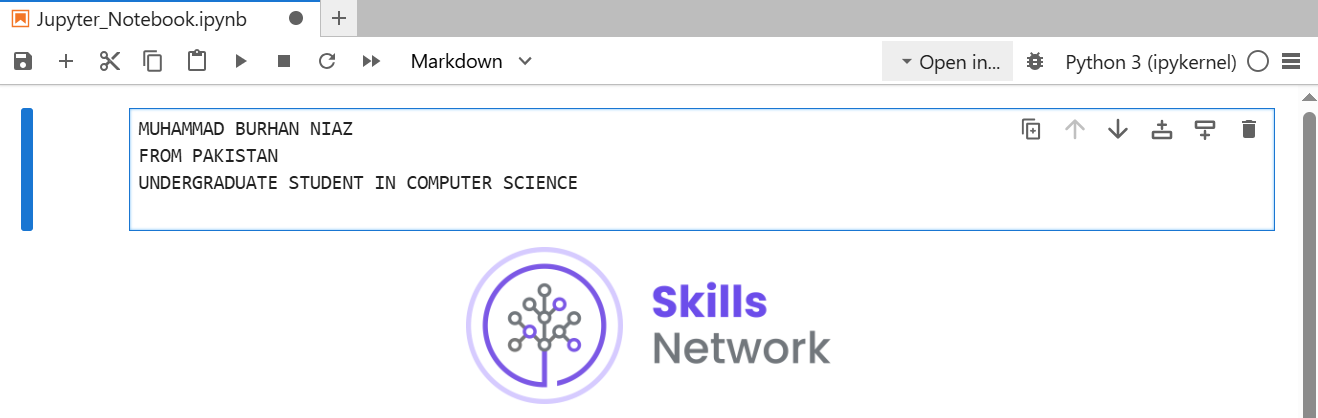 Jupyter_Notebook.ipynb
Markdown
Open in...
Python 3 (ipykernel)
MUHAMMAD BURHAN NIAZ
FROM PAKISTAN
UNDERGRADUATE STUDENT IN COMPUTER SCIENCE
Skills
Network